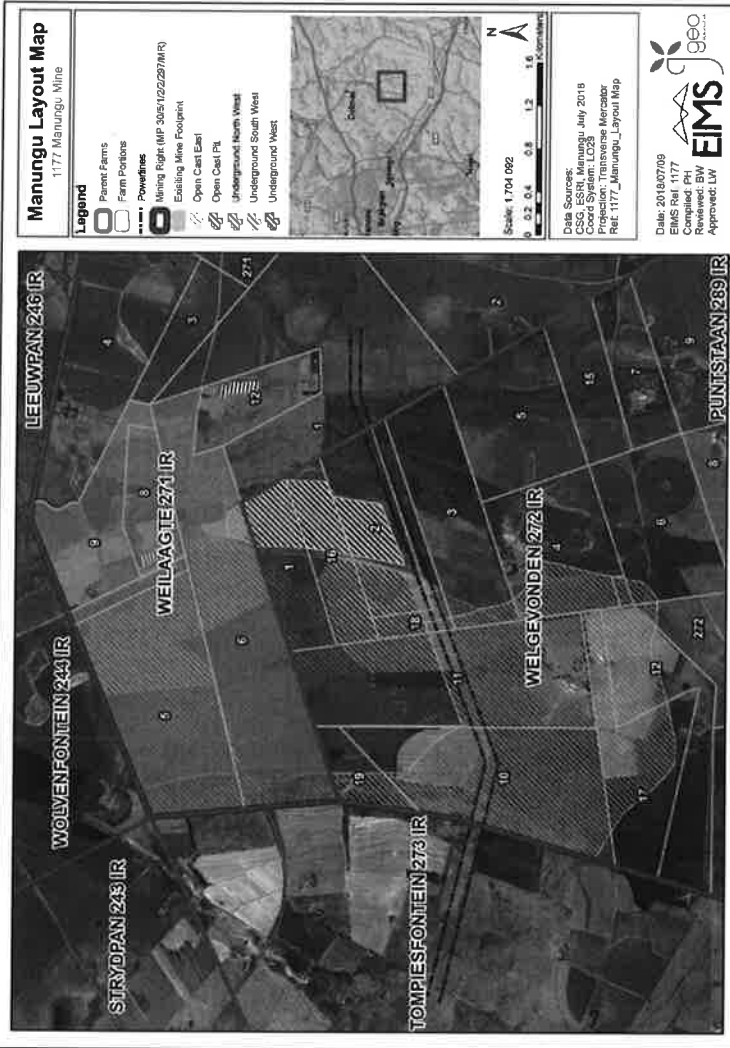 Manungu Layout Map
1177 Manungu Mine
Legend
Parent Farms
Farm Portions
Powerlines
Mining Right (MP 30/5/1/2/2/297/MR)
Existing Mine Footprint
Open Cast East
Open Cast Pit
Underground North West
Underground South West
Underground West
Delmas
N
Scale: 1:704 092
0 0.2 0.4 0.8 1.2 1.6
Kilometers
Data Sources:
CSG, ESRI, Manungu July 2018
Coord System: LO29
Projection: Transverse Mercator
Ref: 1177_Manungu_Layout Map
Date: 2018/07/09
EIMS Ref: 1177
Compiled: PH
Reviewed: BW
Approved: LW
EIMS
geo
LEEUWPAN 246 IR
WOLVENFONTEIN 244 IR
STRYDPAN 243 IR
WEILAAGTE 271 IR
TOMPIESFONTEIN 273 IR
WELGEVONDEN 272 IR
PUNTSTAAN 289 IR
4
3
271
9
8
12
5
6
1
1
16
2
2
3
18
11
19
10
4
5
15
7
9
6
8
272
12
17